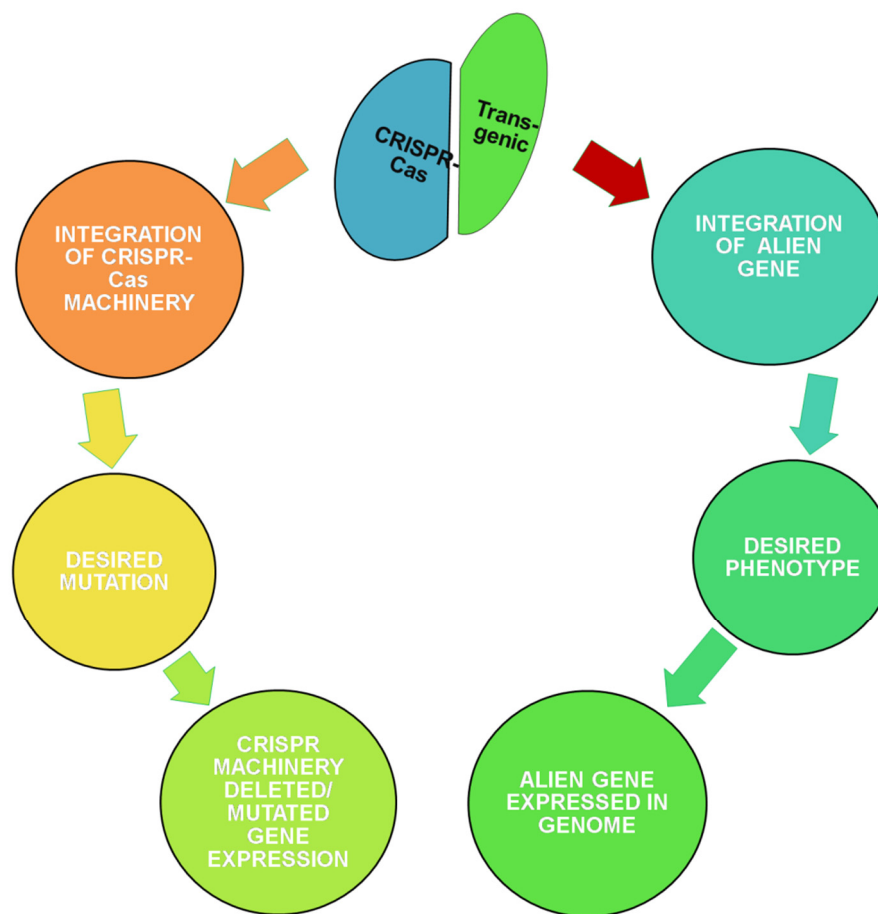 CRISPR-
Cas
Trans-
genic
INTEGRATION
OF CRISPR-
Cas
MACHINERY
INTEGRATION
OF ALIEN
GENE
DESIRED
MUTATION
DESIRED
PHENOTYPE
CRISPR
MACHINERY
DELETED/
MUTATED
GENE
EXPRESSION
ALIEN GENE
EXPRESSED IN
GENOME